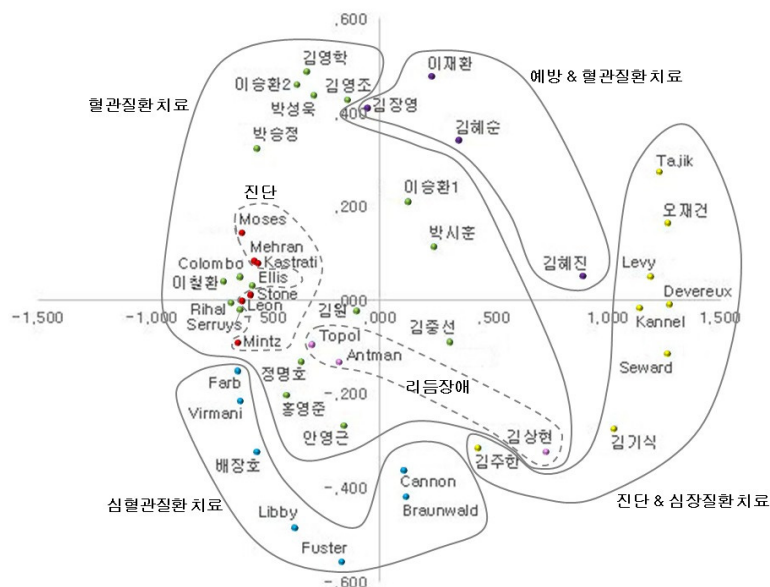 ,600
김영학
이재환
예방 & 혈관질환 치료
이승환2
김영조
혈관질환 치료
박성욱
,400
김장영
박승정
김혜순
Tajik
진단
이승환1
,200
오재건
Moses
박시훈
Mehran
Colombo
Kastrati
김혜진
Levy
이철환
Ellis
Stone
Devereux
-1,500
,500
김원
,000
,500
1,000
1,500
Rihal
Leon
Kannel
Serruys
김중선
Topol
Mintz
Antman
Seward
정명호
Farb
-,200
리듬장애
Virmani
홍영준
안영근
김상현
김기식
배장호
김주한
-,400
Cannon
심혈관질환 치료
Libby
Braunwald
진단 & 심장질환 치료
Fuster
-,600